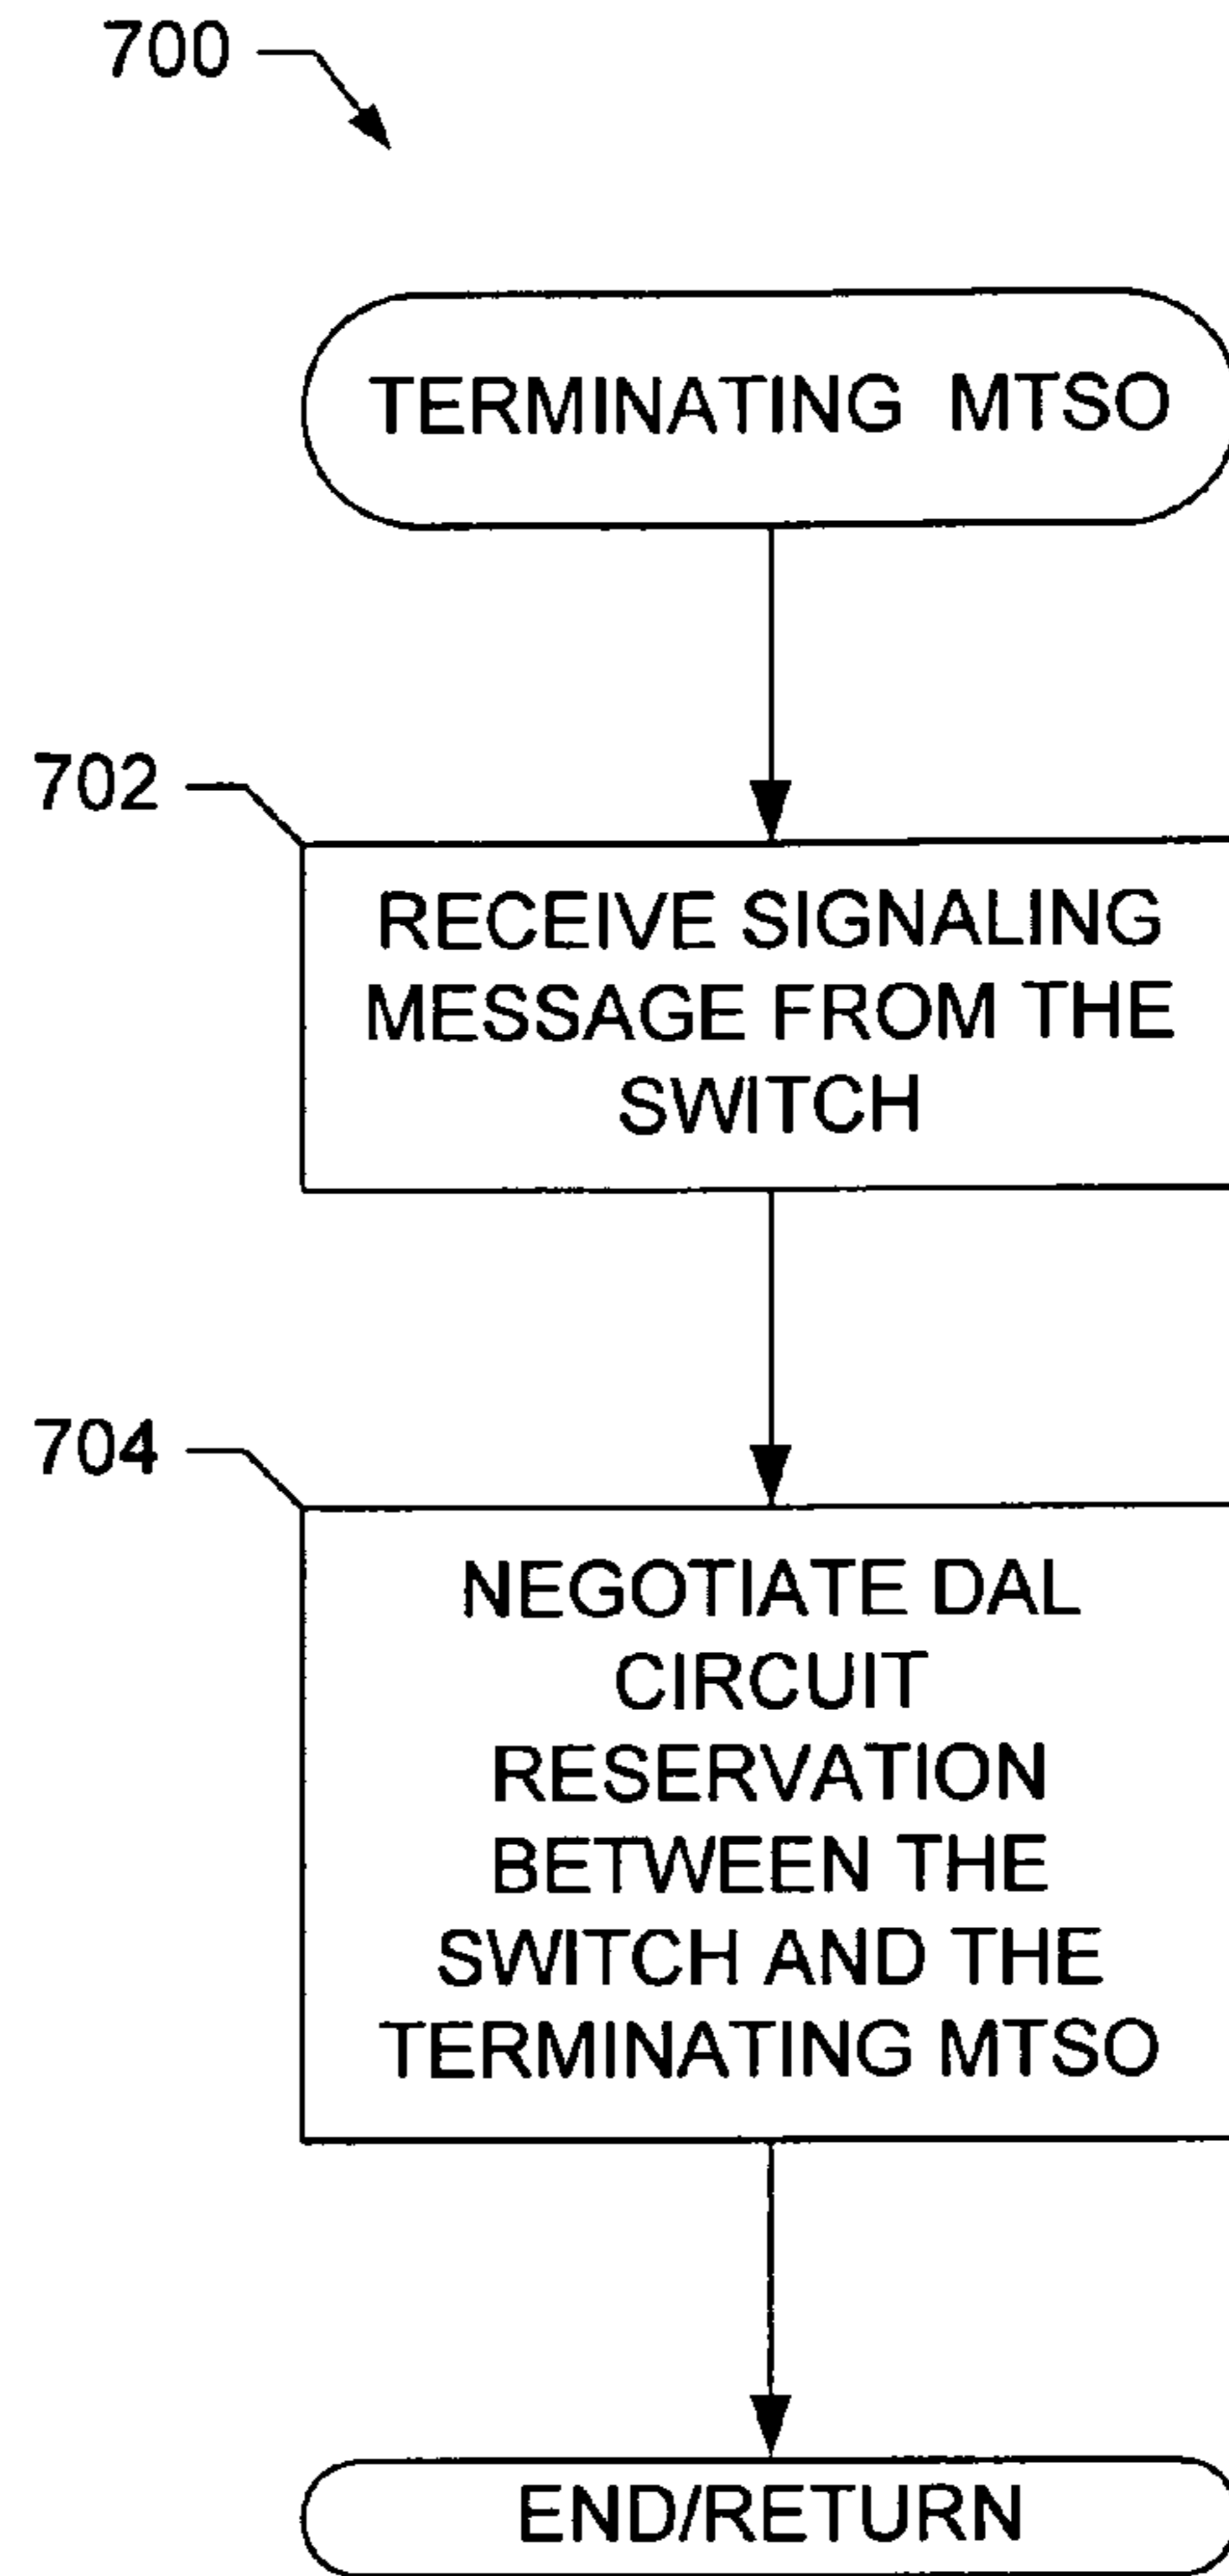 700
TERMINATING MTSO
702
RECEIVE SIGNALING
MESSAGE FROM THE
SWITCH
704
NEGOTIATE DAL
CIRCUIT
RESERVATION
BETWEEN THE
SWITCH AND THE
TERMINATING MTSO
END/RETURN